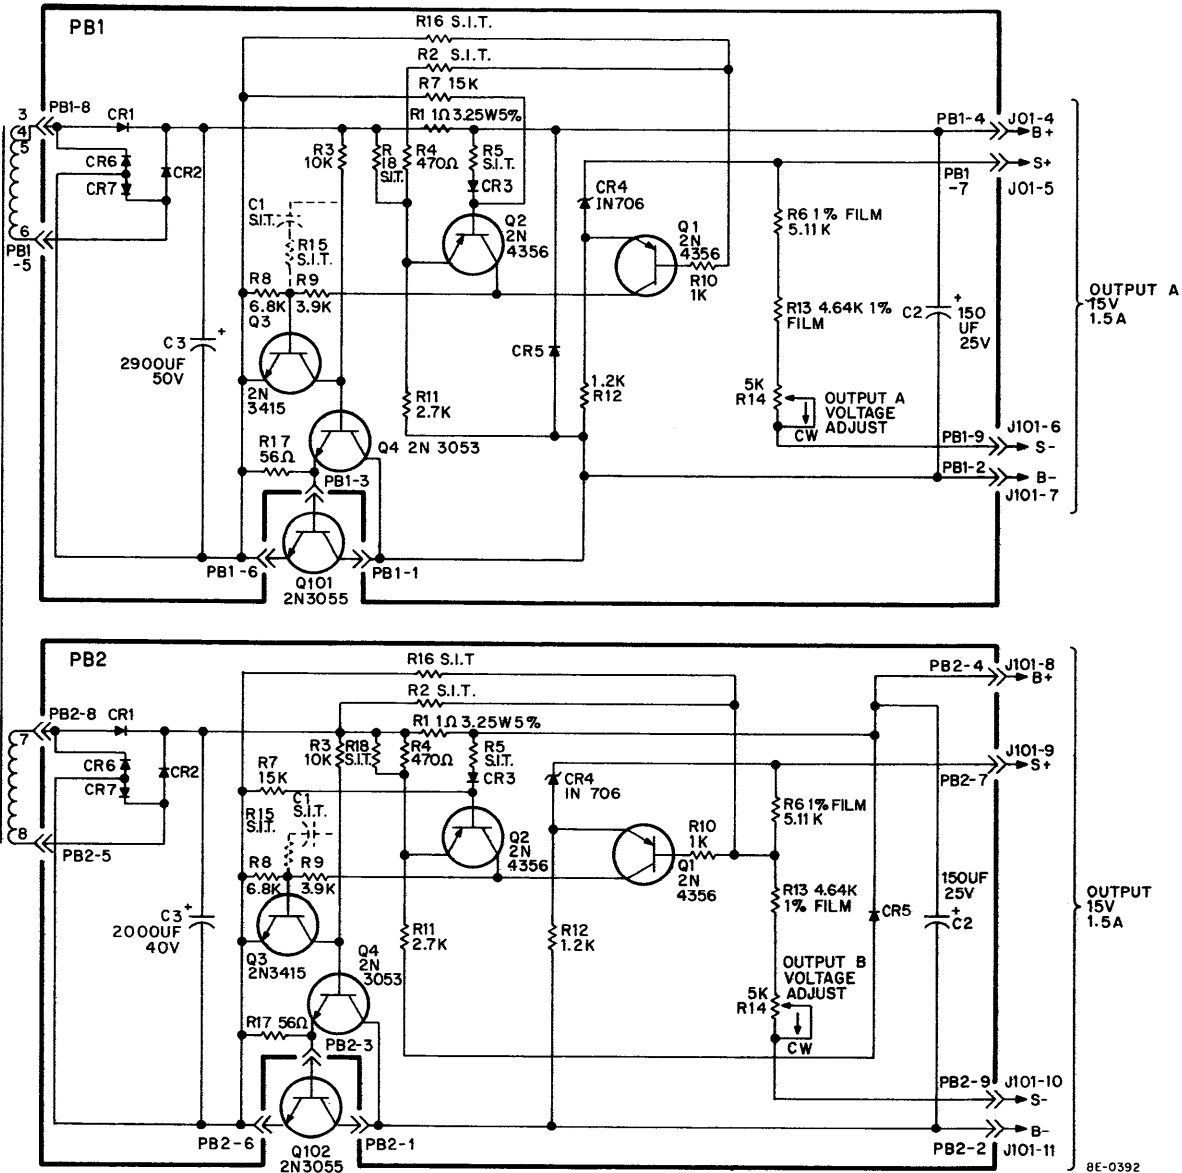 PB1
R16 S.I.T.
R2 S.I.T.
R7 15K
R1 1Ω 3.25W5%
3
4
5
6
PB1-8
CR1
CR6
CR7
CR2
PB1
-5
R3
10K
R
18
S.I.T.
R4
470Ω
R5
S.I.T.
CR3
C1
S.I.T.
R15
S.I.T.
Q2
2N
4356
CR4
IN706
Q1
2N
4356
R10
1K
R8
6.8K
R9
3.9K
Q3
2N
3415
C3
+
2900UF
50V
CR5
R11
2.7K
1.2K
R12
R6 1% FILM
5.11K
R13 4.64K 1%
FILM
5K
R14
OUTPUT A
VOLTAGE
ADJUST
CW
C2
+
150
UF
25V
R17
56Ω
Q4 2N 3053
PB1-3
PB1-6
PB1-1
Q101
2N3055
PB1-4
J01-4
B+
S+
PB1
-7
J01-5
PB1-9
J101-6
S-
PB1-2
B-
J101-7
OUTPUT A
15V
1.5A
PB2
R16 S.I.T
R2 S.I.T.
R1 1Ω 3.25W5%
7
8
PB2-8
CR1
CR6
CR7
CR2
PB2-5
R3
10K
R18
S.I.T.
R4
470Ω
R5
S.I.T.
CR3
R7
15K
C1
S.I.T.
R15
S.I.T.
Q2
2N
4356
CR4
IN 706
R10
1K
Q1
2N
4356
R8
6.8K
R9
3.9K
C3
+
2000UF
40V
Q3
2N3415
Q4
2N
3053
R11
2.7K
R12
1.2K
R6 1% FILM
5.11K
R13 4.64K
1% FILM
OUTPUT B
VOLTAGE
ADJUST
5K
R14
CW
CR5
150UF
25V
+
C2
R17 56Ω
PB2-3
PB2-6
PB2-1
Q102
2N3055
PB2-4
J101-8
B+
J101-9
S+
PB2-7
PB2-9
J101-10
S-
B-
PB2-2
J101-11
OUTPUT
15V
1.5A
8E-0392